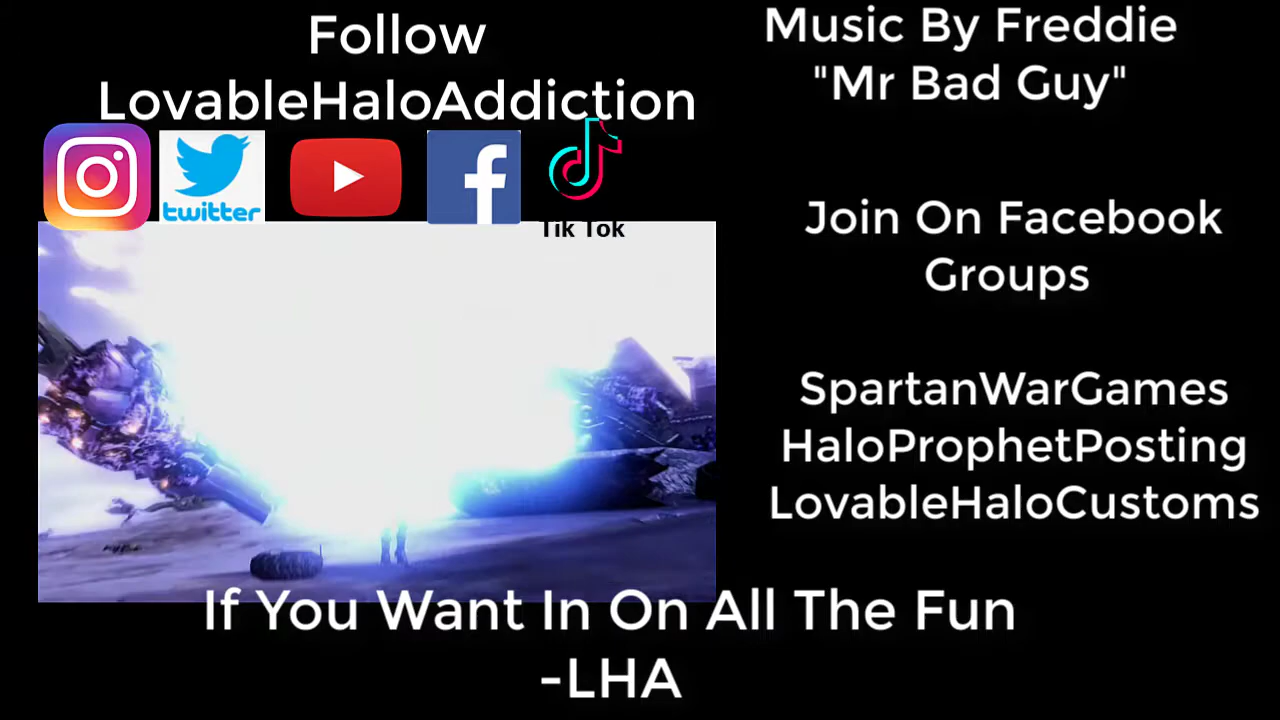 Follow
LovableHaloAddiction
twitter
Tik Tok
Music By Freddie
"Mr Bad Guy"
Join On Facebook
Groups
SpartanWarGames
HaloProphetPosting
LovableHaloCustoms
If You Want In On All The Fun
-LHA